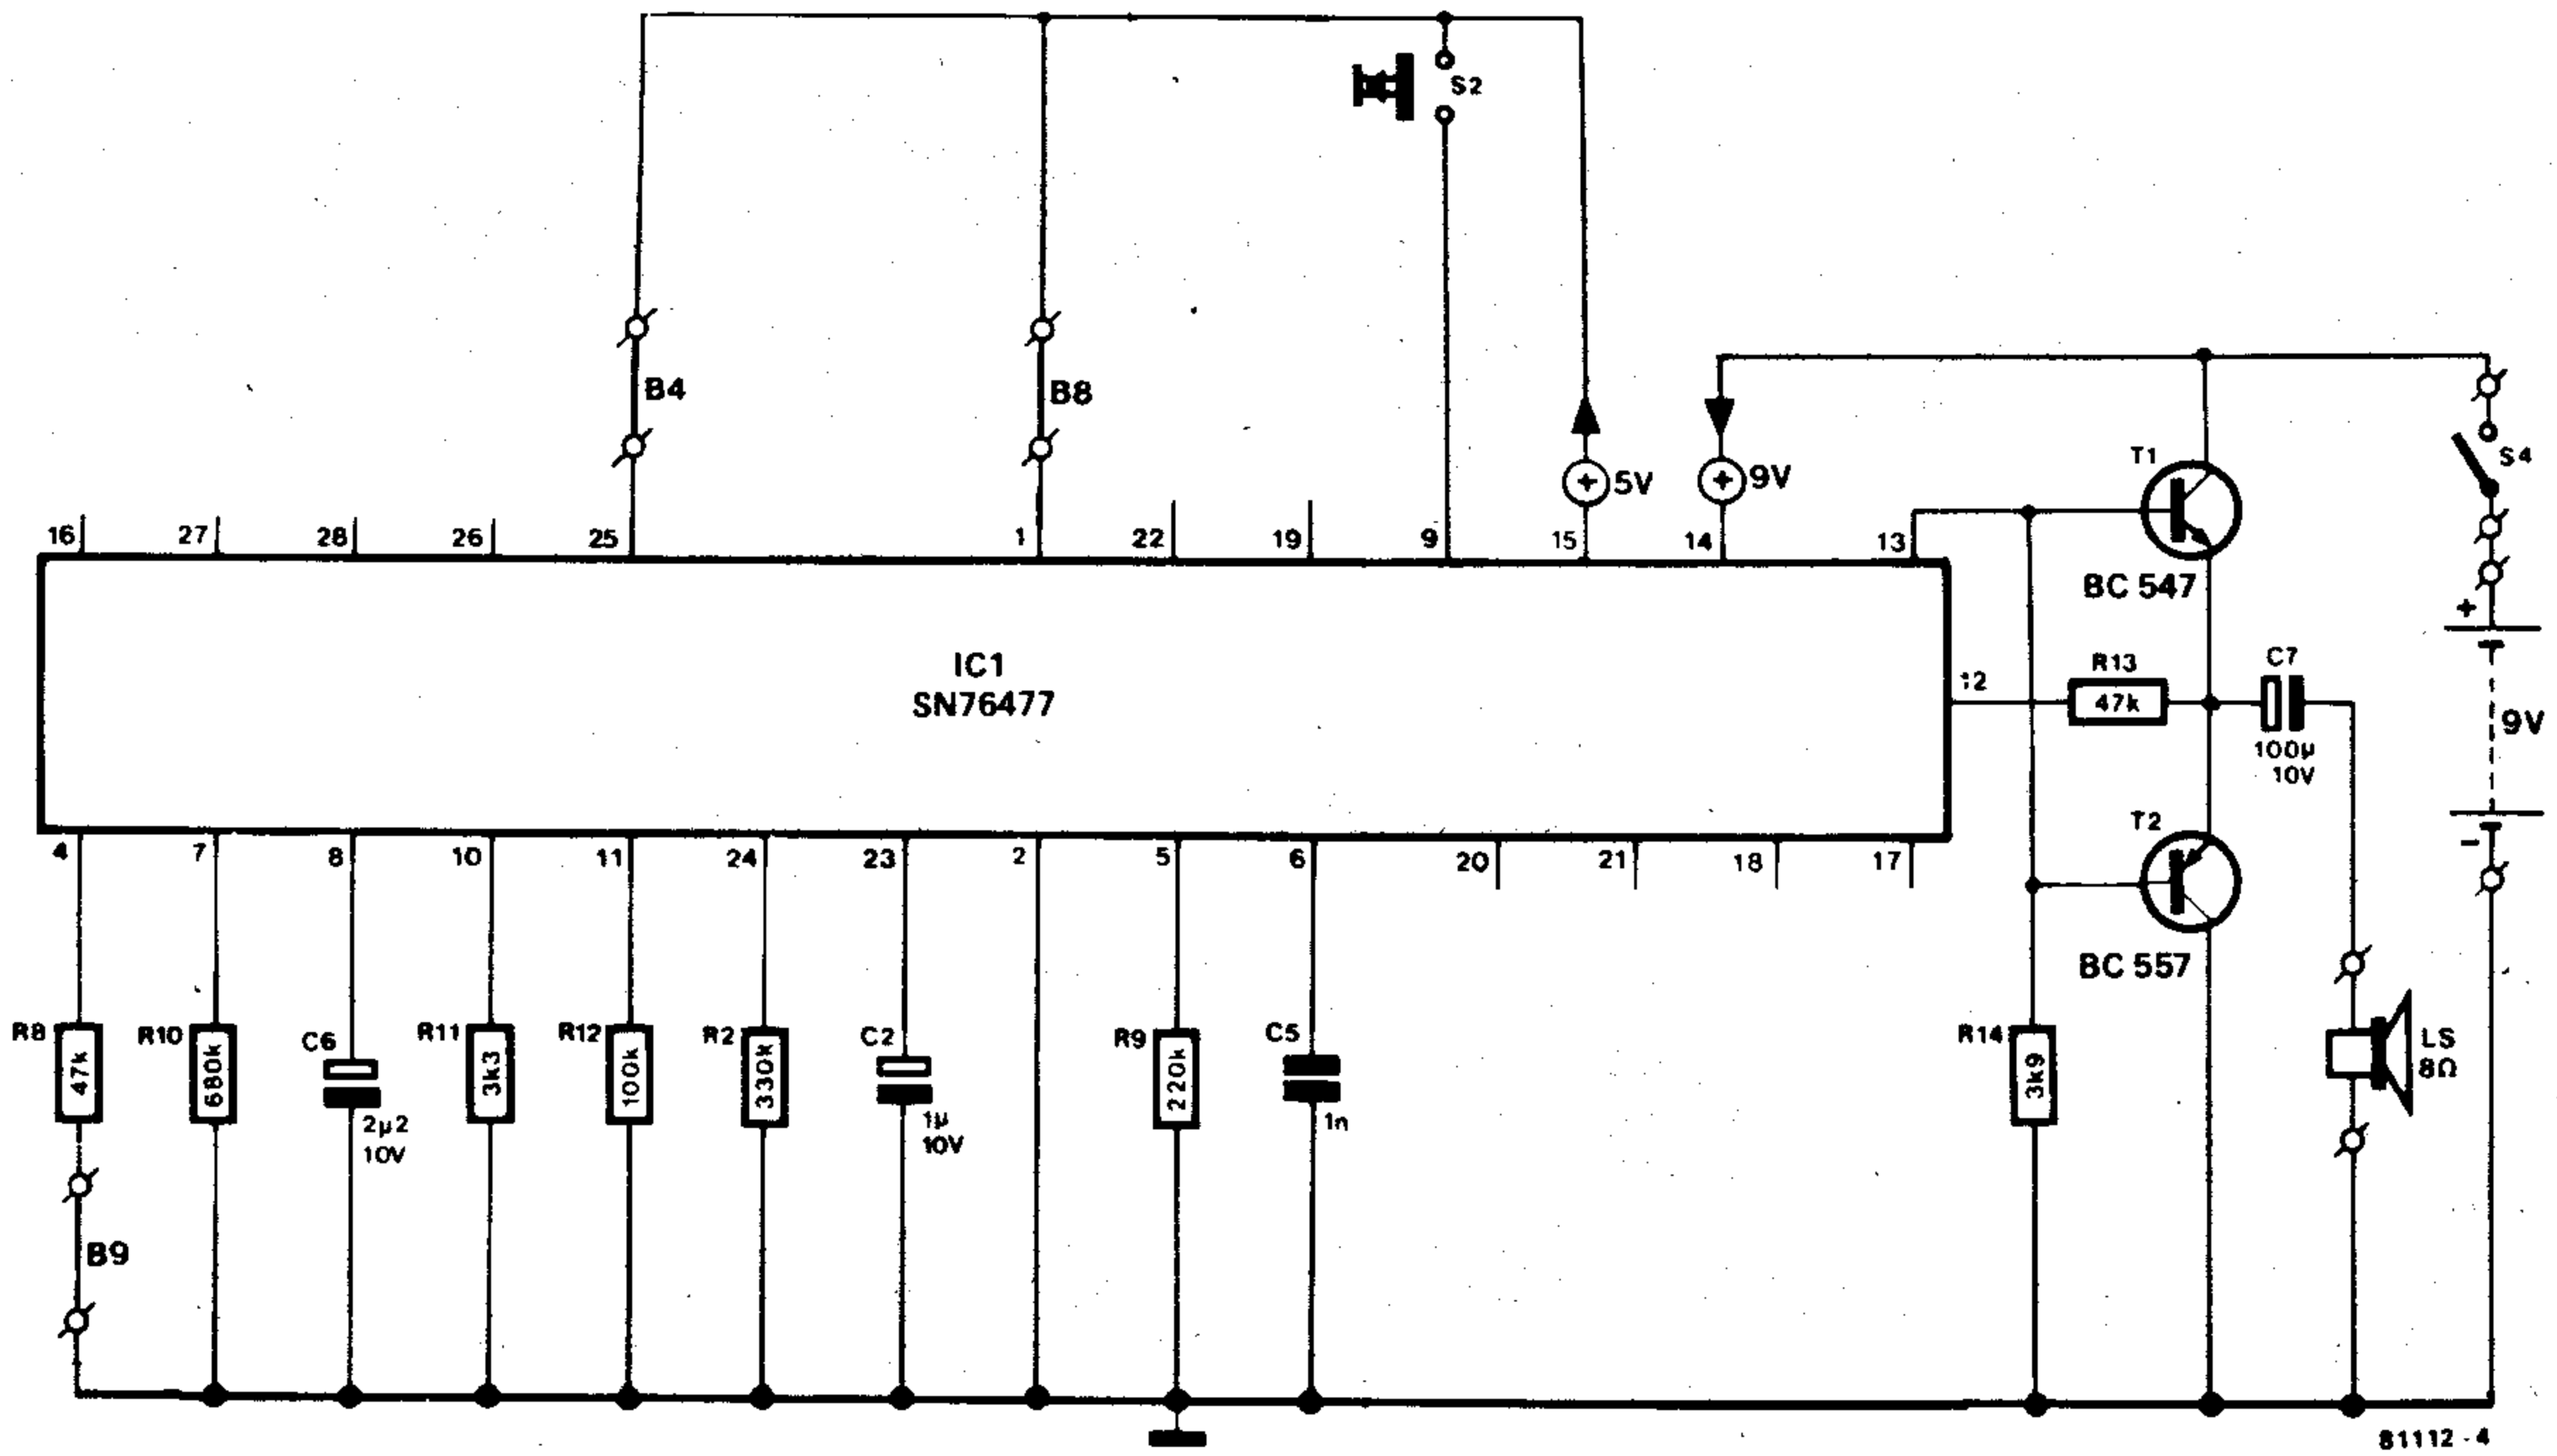 S2
B4
B8
5V
9V
T1
S4
16
27
28
26
25
1
22
19
9
15
14
13
BC 547
+
IC1
SN76477
12
R13
47k
C7
100µ
10V
9V
4
7
8
10
11
24
23
2
5
6
20
21
18
17
T2
-
BC 557
R8
47k
R10
680k
C6
2µ2
10V
R11
3k3
R12
100k
R2
330k
C2
1µ
10V
R9
220k
C5
1n
R14
3k9
LS
8Ω
B9
81112-4